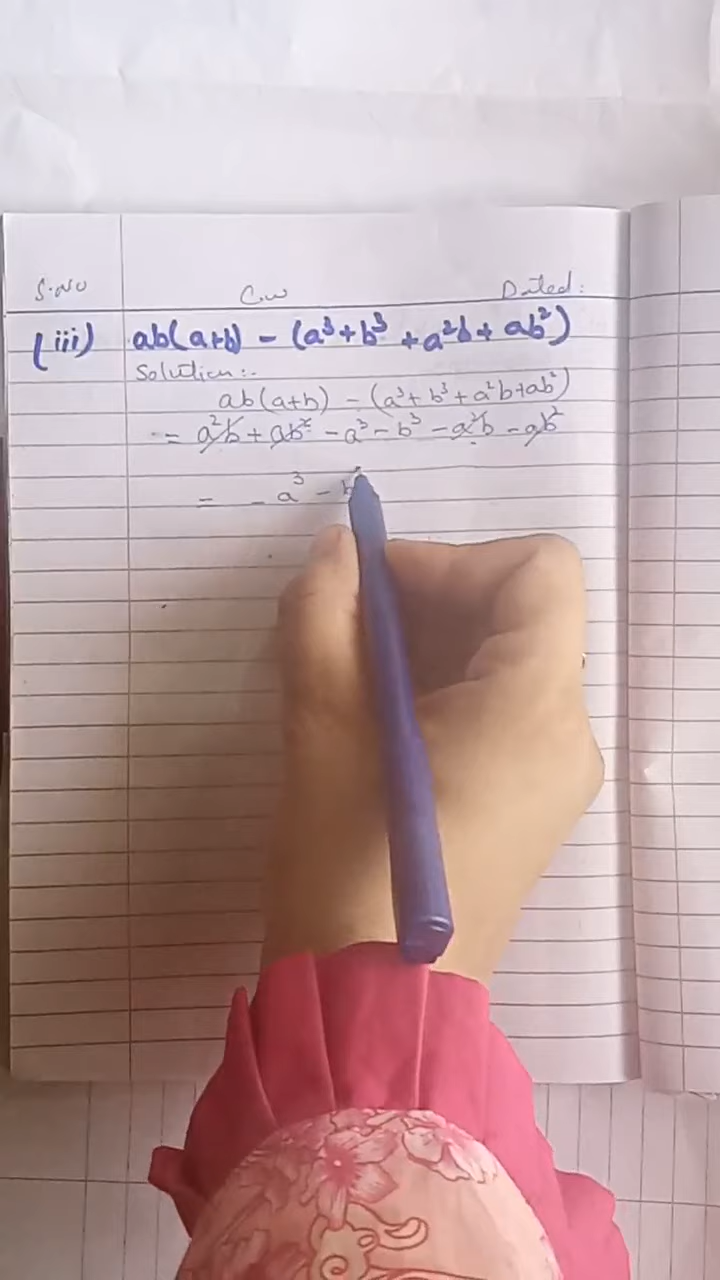 S.No C.W Dated:
(iii) ab(a+b) - (a³+b³+a²b+ab²)
Solution:-
ab(a+b) - (a³+b³+a²b+ab²)
= a²b + ab² - a³ - b³ - a²b - ab²
= - a³ - b